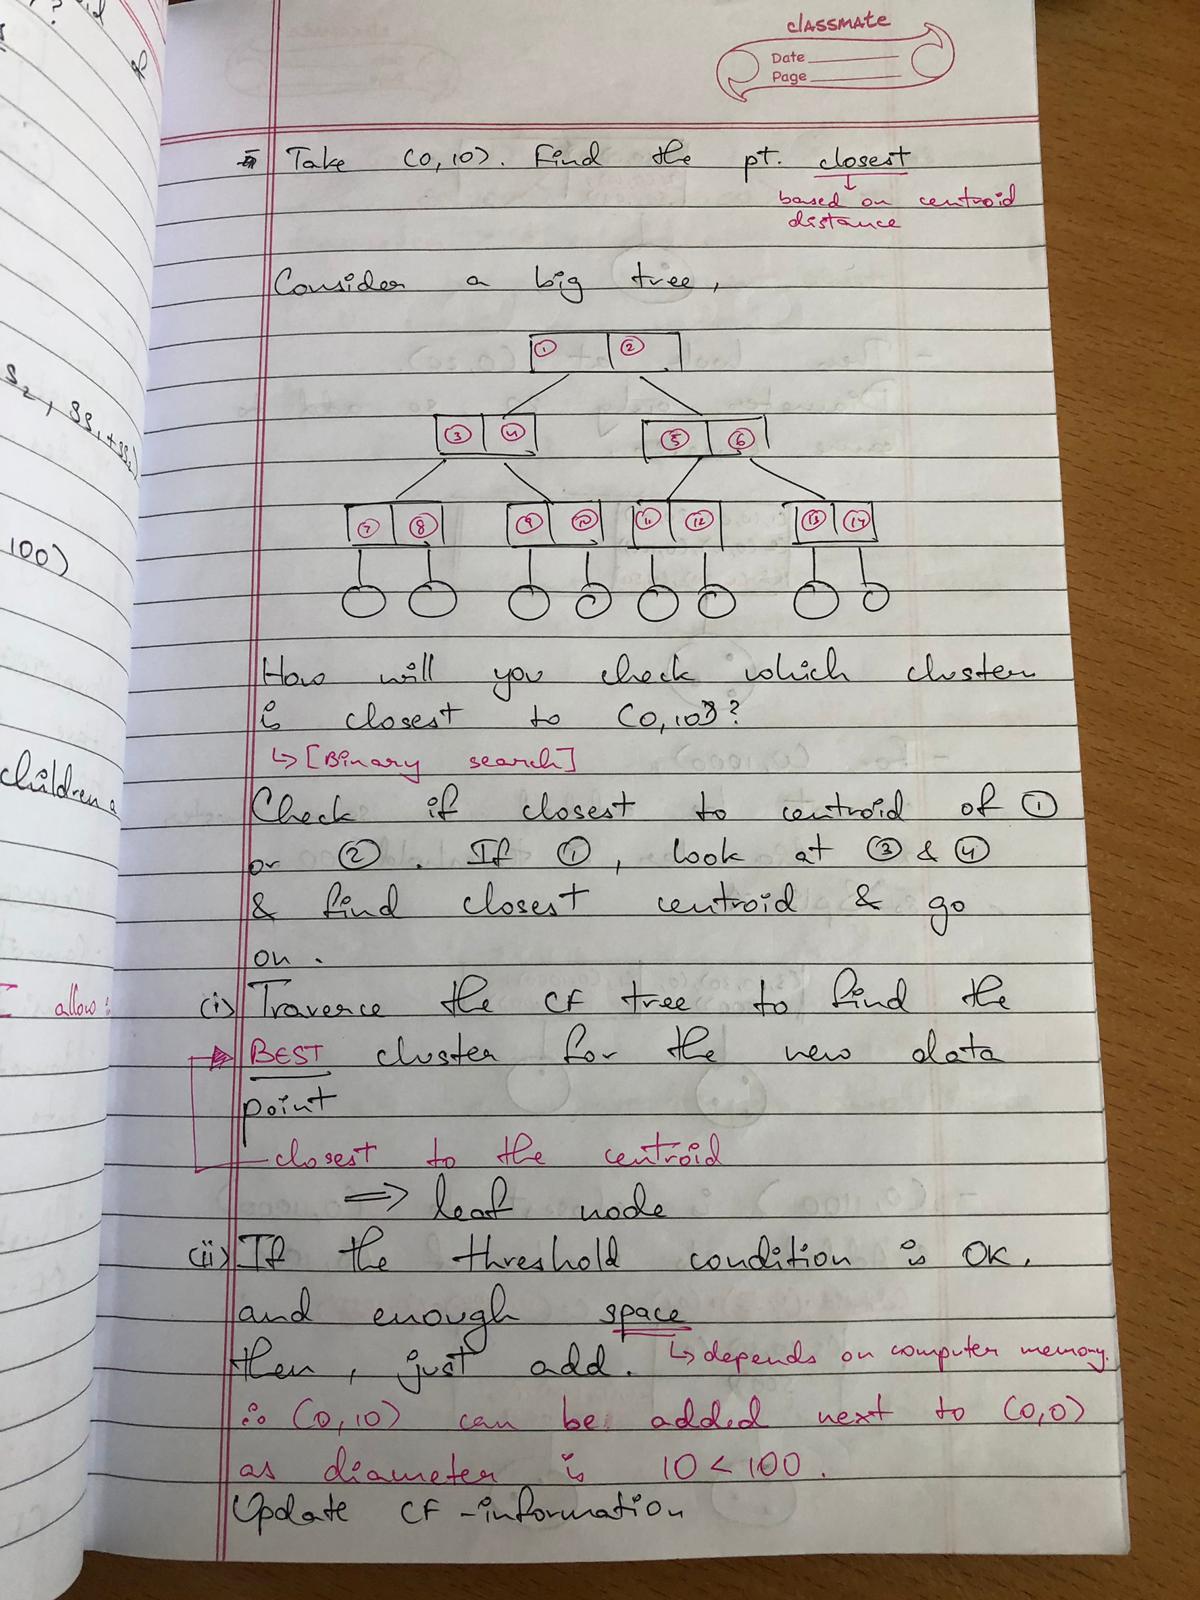 classmate
Date
Page
Take (0,10). Find the pt. closest
based on centroid
distance
Consider a big tree,
1 2
3 4 5 6
7 8 9 10 11 12 13 14
How will you check which cluster
is closest to (0,10)?
↳ [Binary search]
Check if closest to centroid of ①
or ②. If ①, look at ③ & ④
& find closest centroid & go
on.
(i) Traverce the CF tree to find the
BEST cluster for the new data
point
closest to the centroid
⇒ leaf node
(ii) If the threshold condition is OK.
and enough space
then, just add. ↳ depends on computer memory.
∴ (0,10) can be added next to (0,0)
as diameter is 10 < 100.
Update CF-information
S₂, SS₁+SS₂)
100)
children a
allow